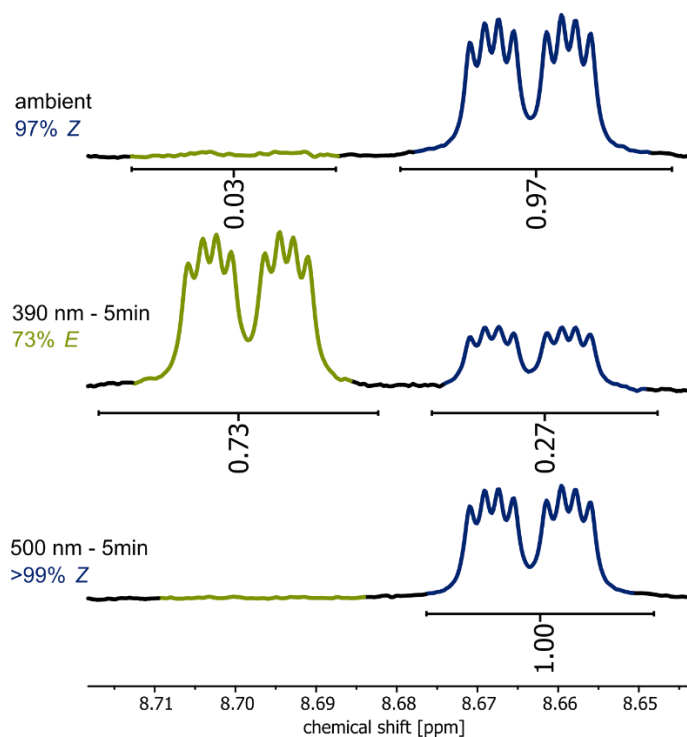 ambient
97% Z
0.03
0.97
390 nm - 5min
73% E
0.73
0.27
500 nm - 5min
>99% Z
1.00
8.71 8.70 8.69 8.68 8.67 8.66 8.65
chemical shift [ppm]